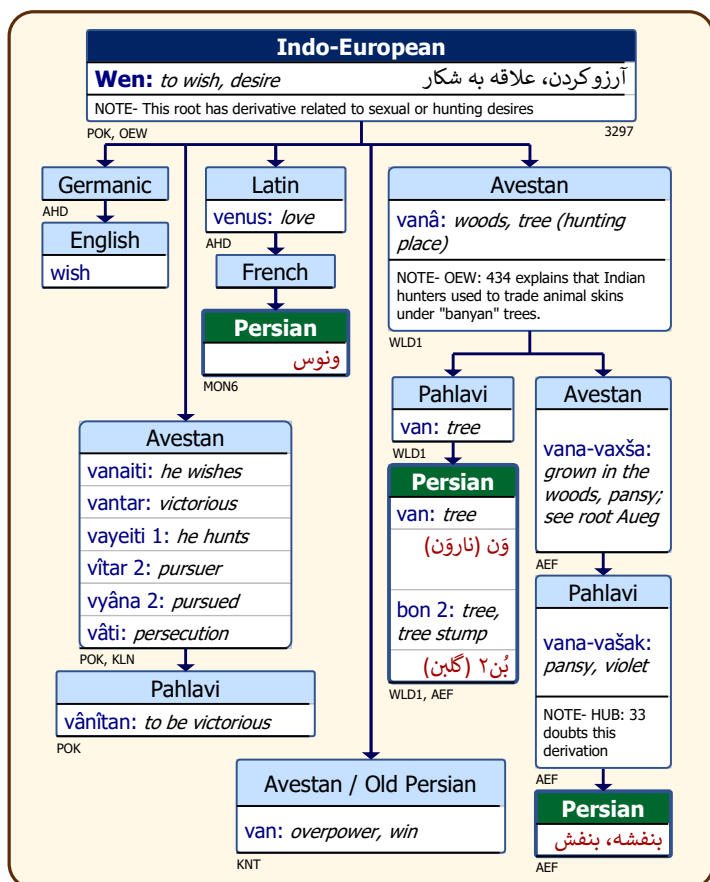 Indo-European
Wen: to wish, desire آرزوکردن، علاقه به شکار
NOTE- This root has derivative related to sexual or hunting desires
POK, OEW 3297
Germanic
AHD
English
wish
Latin
venus: love
AHD
French
Persian
ونوس
MON6
Avestan
vanâ: woods, tree (hunting
place)
NOTE- OEW: 434 explains that Indian
hunters used to trade animal skins
under "banyan" trees.
WLD1
Avestan
vanaiti: he wishes
vantar: victorious
vayeiti 1: he hunts
vîtar 2: pursuer
vyâna 2: pursued
vâti: persecution
POK, KLN
Pahlavi
vânîtan: to be victorious
POK
Avestan / Old Persian
van: overpower, win
KNT
Pahlavi
van: tree
WLD1
Persian
van: tree
وَن (نارِوَن)
bon 2: tree,
tree stump
بُن۲ (گلبن)
WLD1, AEF
Avestan
vana-vaxša:
grown in the
woods, pansy;
see root Aueg
AEF
Pahlavi
vana-vašak:
pansy, violet
NOTE- HUB: 33
doubts this
derivation
AEF
Persian
بنفشه، بنفش
AEF